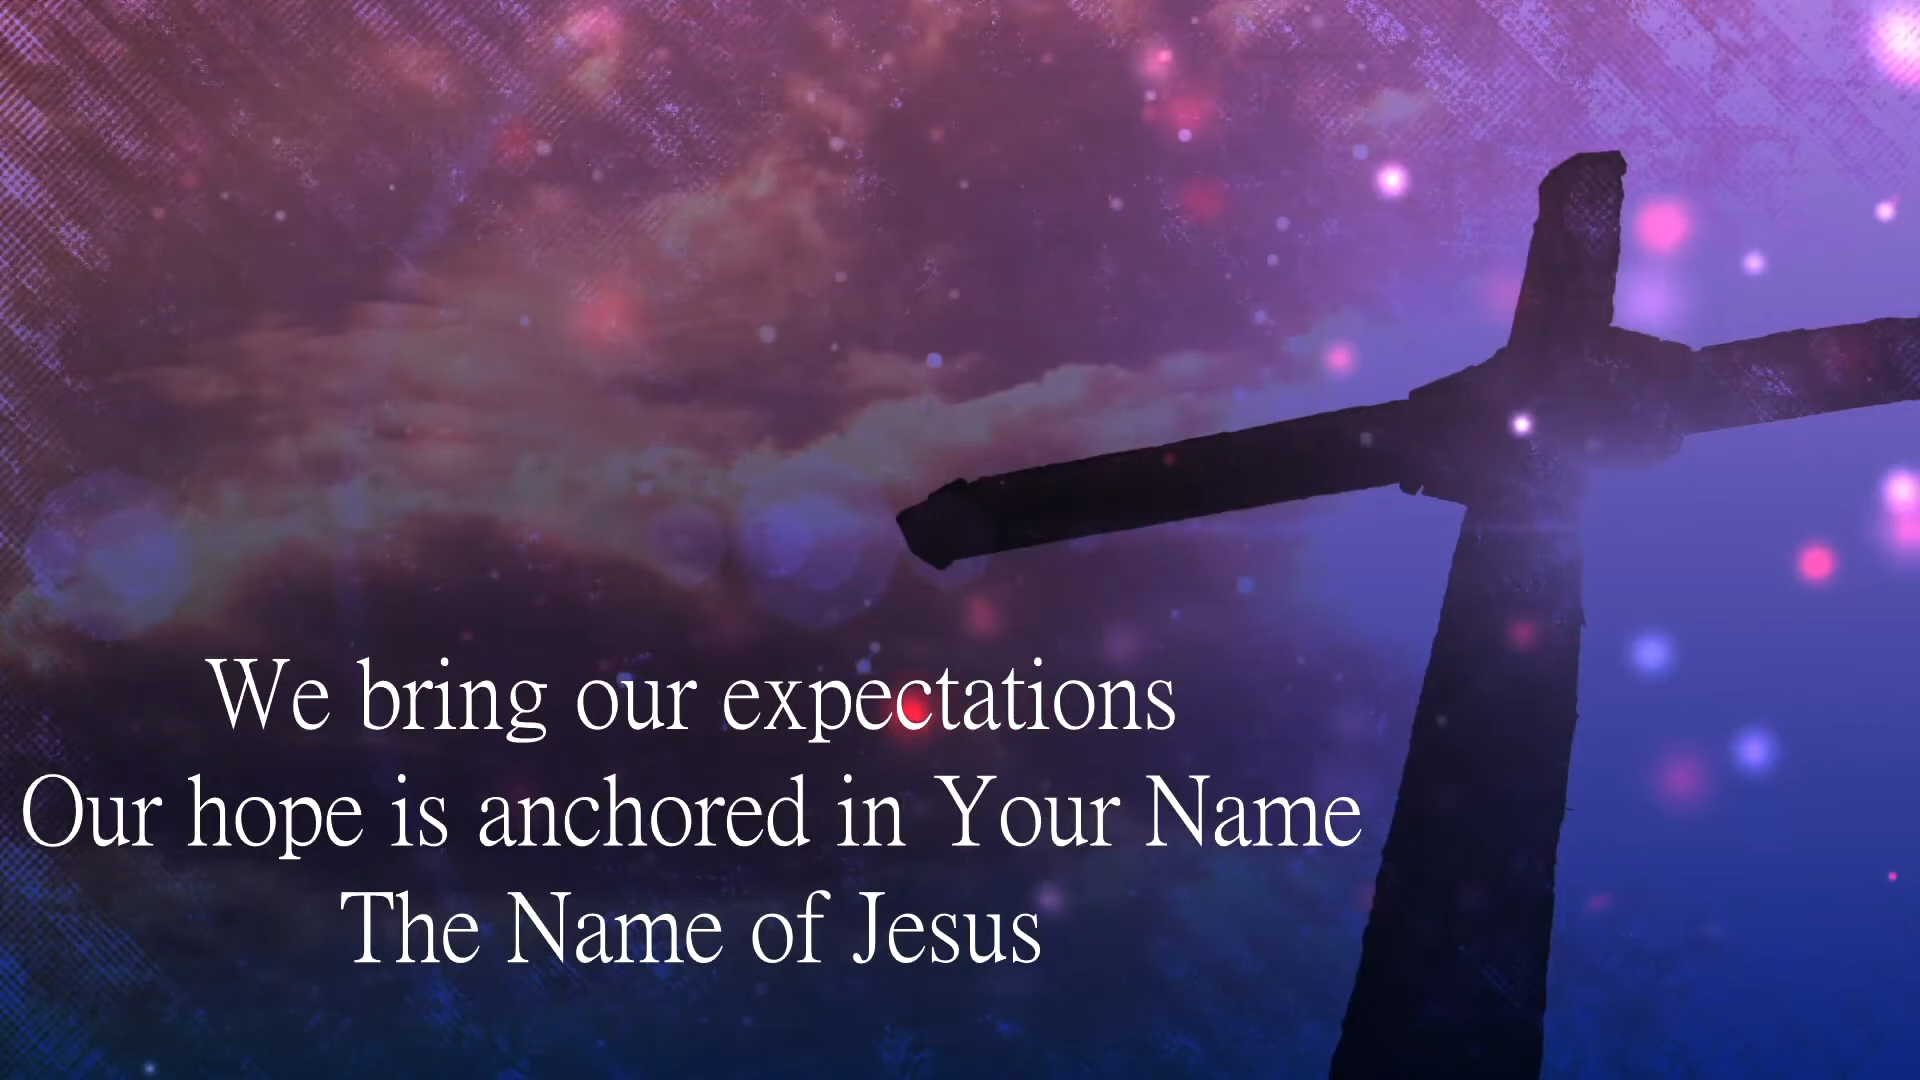 We bring our expectations
Our hope is anchored in Your Name
The Name of Jesus